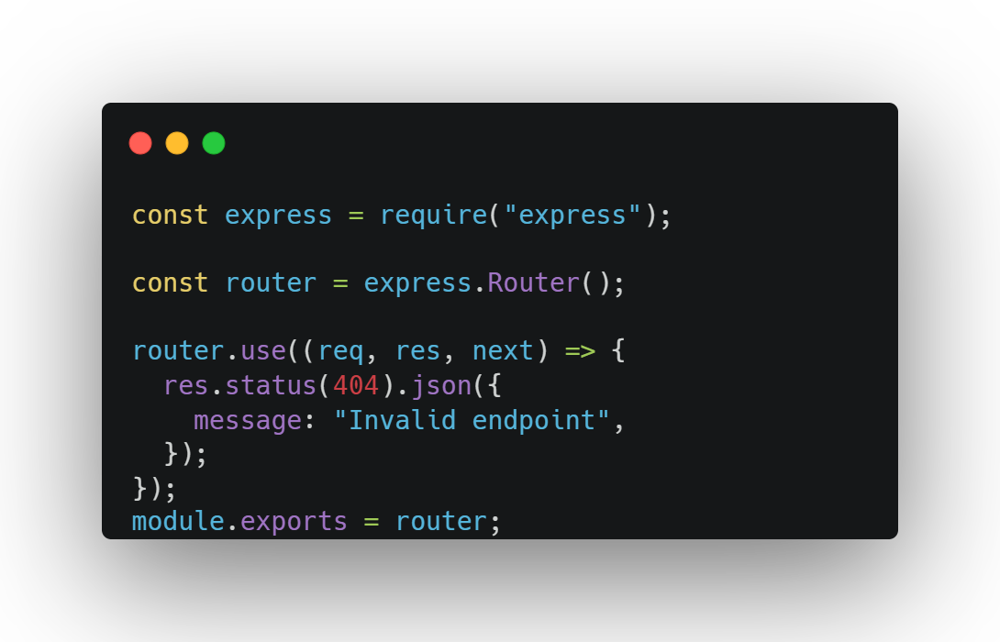 const express = require("express");
const router = express.Router();
router.use((req, res, next) => {
  res.status(404).json({
    message: "Invalid endpoint",
  });
});
module.exports = router;